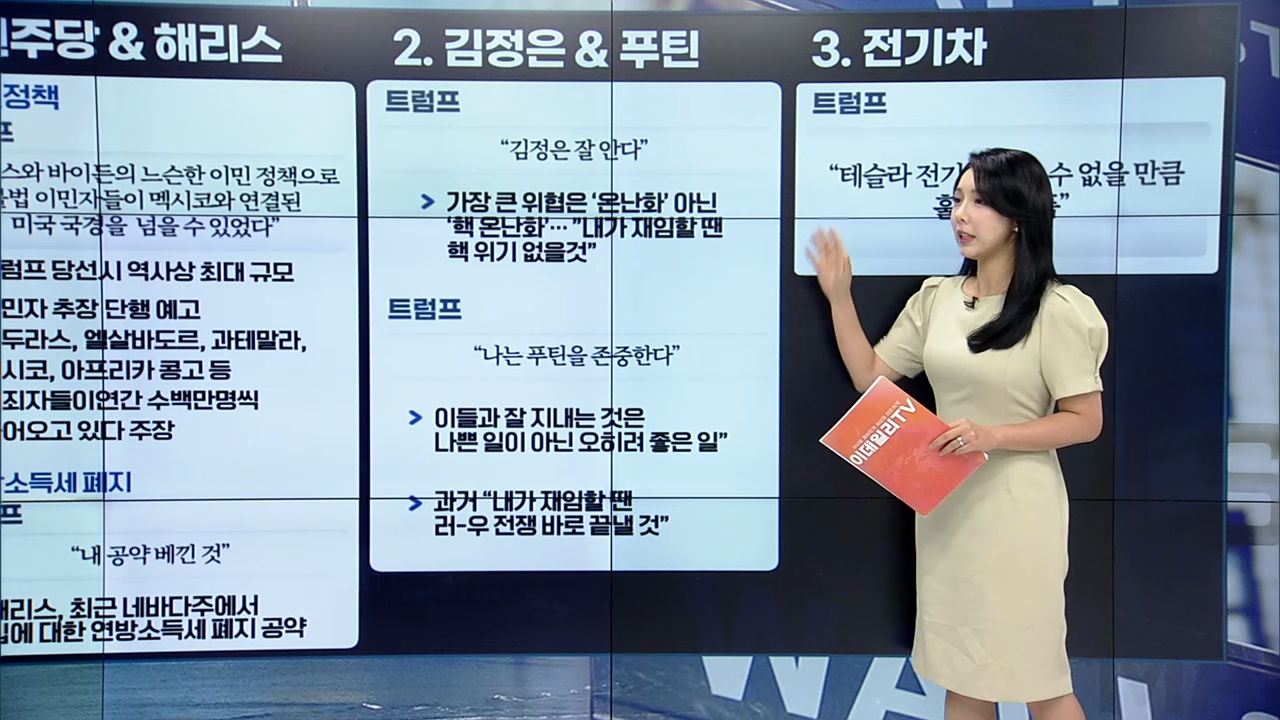 민주당 & 해리스
정책
프
스와 바이든의 느슨한 이민 정책으로
불법 이민자들이 멕시코와 연결된
미국 국경을 넘을 수 있었다”
럼프 당선시 역사상 최대 규모
민자 추장 단행 예고
두라스, 엘살바도르, 과테말라,
시코, 아프리카 콩고 등
죄자들이연간 수백만명씩
어오고 있다 주장
소득세 폐지
프
“내 공약 베낀 것”
해리스, 최근 네바다주에서
팁에 대한 연방소득세 폐지 공약
2. 김정은 & 푸틴
트럼프
“김정은 잘 안다”
가장 큰 위협은 ‘온난화’ 아닌
‘핵 온난화’… ”내가 재임할 땐
핵 위기 없을것”
트럼프
“나는 푸틴을 존중한다”
이들과 잘 지내는 것은
나쁜 일이 아닌 오히려 좋은 일”
과거 “내가 재임할 땐
러-우 전쟁 바로 끝낼 것”
3. 전기차
트럼프
“테슬라 전기 수 없을 만큼
이데일리TV
WALL